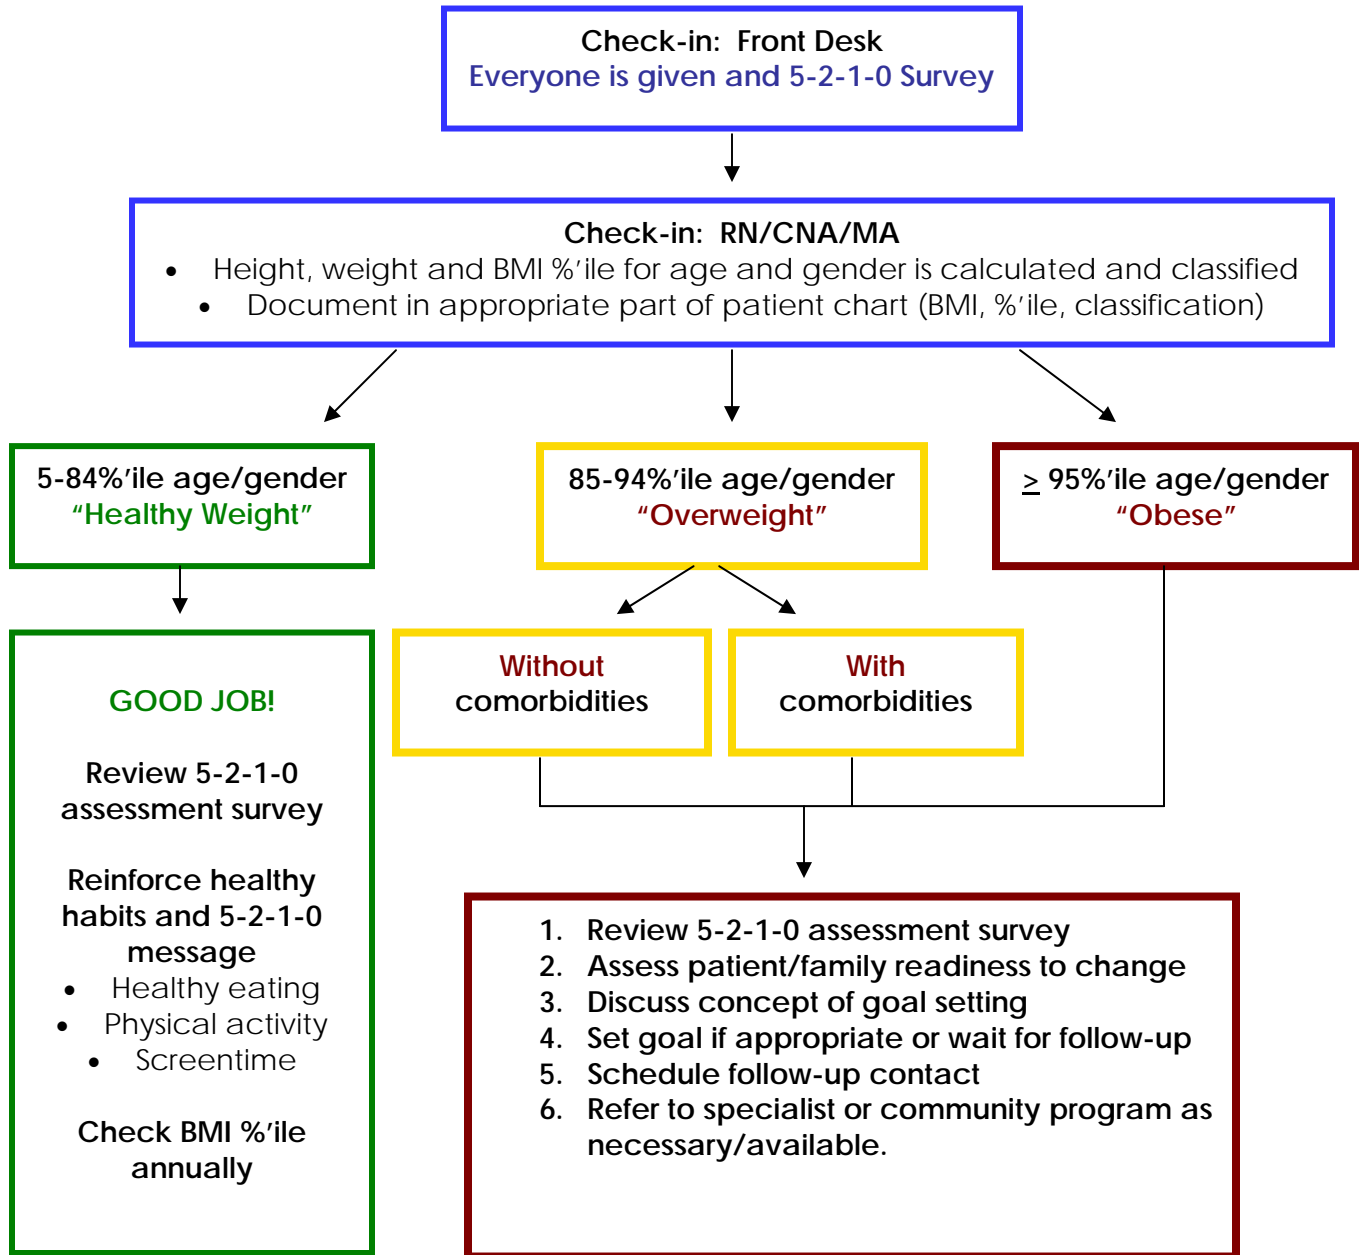 Check-in: Front Desk
Everyone is given and 5-2-1-0 Survey
Check-in: RN/CNA/MA
• Height, weight and BMI %’ile for age and gender is calculated and classified
• Document in appropriate part of patient chart (BMI, %’ile, classification)
5-84%’ile age/gender
“Healthy Weight”
85-94%’ile age/gender
“Overweight”
≥ 95%’ile age/gender
“Obese”
Without
comorbidities
With
comorbidities
GOOD JOB!
Review 5-2-1-0
assessment survey
Reinforce healthy
habits and 5-2-1-0
message
• Healthy eating
• Physical activity
• Screentime
Check BMI %’ile
annually
1. Review 5-2-1-0 assessment survey
2. Assess patient/family readiness to change
3. Discuss concept of goal setting
4. Set goal if appropriate or wait for follow-up
5. Schedule follow-up contact
6. Refer to specialist or community program as
necessary/available.